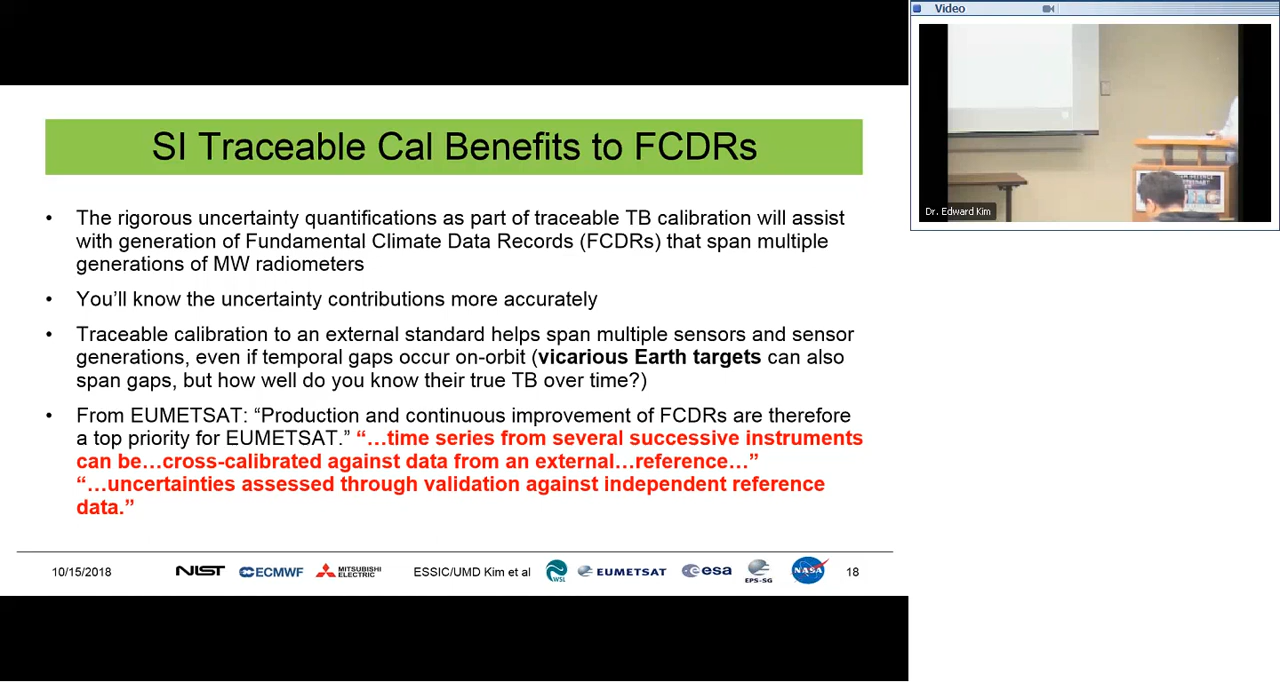 Video
Dr. Edward Kim
SI Traceable Cal Benefits to FCDRs
• The rigorous uncertainty quantifications as part of traceable TB calibration will assist
with generation of Fundamental Climate Data Records (FCDRs) that span multiple
generations of MW radiometers
• You’ll know the uncertainty contributions more accurately
• Traceable calibration to an external standard helps span multiple sensors and sensor
generations, even if temporal gaps occur on-orbit (vicarious Earth targets can also
span gaps, but how well do you know their true TB over time?)
• From EUMETSAT: “Production and continuous improvement of FCDRs are therefore
a top priority for EUMETSAT.” “…time series from several successive instruments
can be…cross-calibrated against data from an external…reference…”
“…uncertainties assessed through validation against independent reference
data.”
10/15/2018 NIST ECMWF MITSUBISHI ELECTRIC ESSIC/UMD Kim et al WSL EUMETSAT esa EPS-SG NASA 18